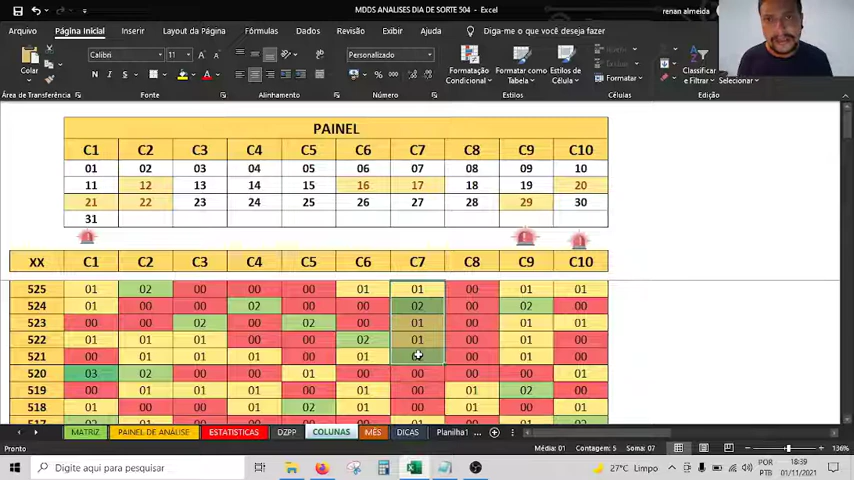 MDDS ANALISES DIA DE SORTE 504 - Excel
renan almeida
Arquivo Página Inicial Inserir Layout da Página Fórmulas Dados Revisão Exibir Ajuda Diga-me o que você deseja fazer
Colar
Calibri 11
N I S
Personalizado
% 000
Formatação Condicional
Formatar como Tabela
Estilos de Célula
Formatar
Classificar e Filtrar
Selecionar
Área de Transferência Fonte Alinhamento Número Estilos Células Edição
PAINEL
C1 C2 C3 C4 C5 C6 C7 C8 C9 C10
01 02 03 04 05 06 07 08 09 10
11 12 13 14 15 16 17 18 19 20
21 22 23 24 25 26 27 28 29 30
31
XX C1 C2 C3 C4 C5 C6 C7 C8 C9 C10
525 01 02 00 00 00 01 01 00 01 01
524 01 00 00 02 00 00 02 00 02 00
523 00 00 02 00 02 00 01 00 01 01
522 01 01 00 01 00 02 01 00 01 00
521 00 01 01 01 00 01 00 01 00
520 03 02 00 00 01 00 00 00 00 01
519 00 01 00 01 00 01 00 01 02 00
518 01 00 00 01 02 01 00 01 00 01
MATRIZ PAINEL DE ANÁLISE ESTATISTICAS DZPP COLUNAS MÊS DICAS Planilha1 ...
Pronto
Média: 01 Contagem: 5 Soma: 07
136%
Digite aqui para pesquisar
27°C Limpo
POR
PTB
18:39
01/11/2021